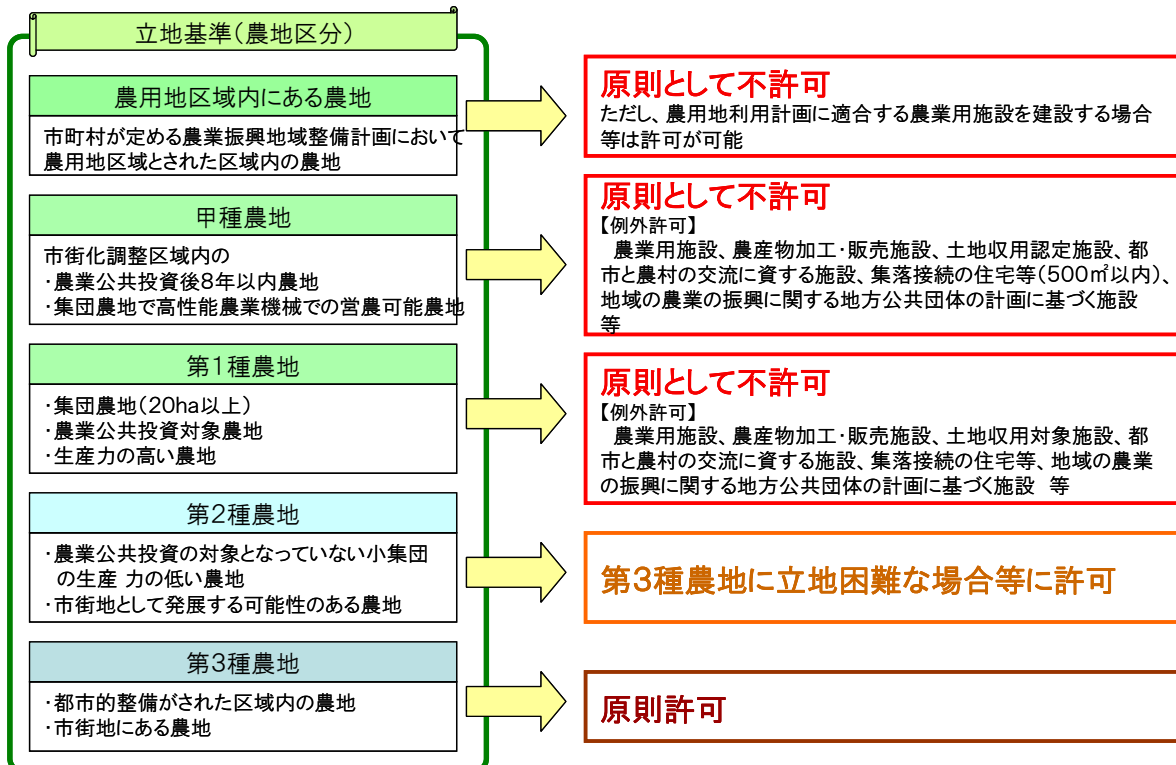 立地基準(農地区分)
農用地区域内にある農地
市町村が定める農業振興地域整備計画において
農用地区域とされた区域内の農地
原則として不許可
ただし、農用地利用計画に適合する農業用施設を建設する場合
等は許可が可能
甲種農地
市街化調整区域内の
・農業公共投資後8年以内農地
・集団農地で高性能農業機械での営農可能農地
原則として不許可
【例外許可】
農業用施設、農産物加工・販売施設、土地収用認定施設、都
市と農村の交流に資する施設、集落接続の住宅等(500㎡以内)、
地域の農業の振興に関する地方公共団体の計画に基づく施設
等
第1種農地
・集団農地(20ha以上)
・農業公共投資対象農地
・生産力の高い農地
原則として不許可
【例外許可】
農業用施設、農産物加工・販売施設、土地収用対象施設、都
市と農村の交流に資する施設、集落接続の住宅等、地域の農業
の振興に関する地方公共団体の計画に基づく施設 等
第2種農地
・農業公共投資の対象となっていない小集団
の生産 力の低い農地
・市街地として発展する可能性のある農地
第3種農地に立地困難な場合等に許可
第3種農地
・都市的整備がされた区域内の農地
・市街地にある農地
原則許可